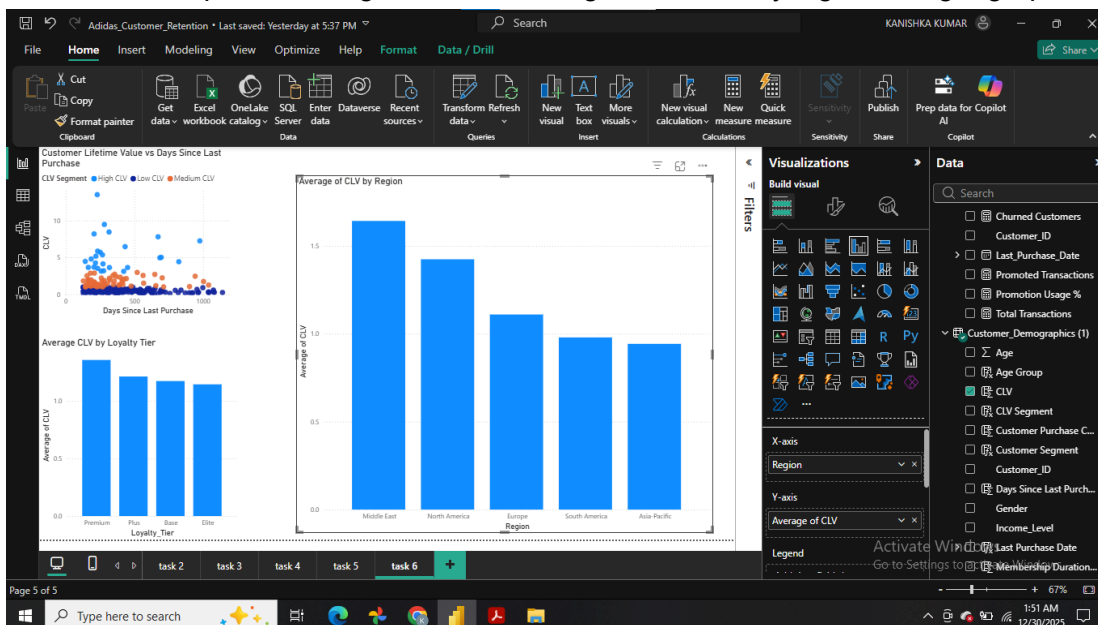 Adidas_Customer_Retention • Last saved: Yesterday at 5:37 PM
Search
KANISHKA KUMAR
File Home Insert Modeling View Optimize Help Format Data / Drill
Share
Paste
Cut
Copy
Format painter
Clipboard
Get data
Excel workbook
OneLake catalog
SQL Server
Enter data
Dataverse
Recent sources
Data
Transform data
Refresh
Queries
New visual
Text box
More visuals
Insert
New visual calculation
New measure
Quick measure
Calculations
Sensitivity
Sensitivity
Publish
Share
Prep data for AI
Copilot
Copilot
Customer Lifetime Value vs Days Since Last
Purchase
CLV Segment High CLV Low CLV Medium CLV
10
5
0
CLV
0 500 1000
Days Since Last Purchase
Average CLV by Loyalty Tier
1.0
0.5
0.0
Average of CLV
Premium Plus Base Elite
Loyalty_Tier
Average of CLV by Region
1.5
1.0
0.5
0.0
Average of CLV
Middle East North America Europe South America Asia-Pacific
Region
Filters
Visualizations
Build visual
R Py
123
X-axis
Region
Y-axis
Average of CLV
Legend
Data
Search
Churned Customers
Customer_ID
Last_Purchase_Date
Promoted Transactions
Promotion Usage %
Total Transactions
Customer_Demographics (1)
Age
Age Group
CLV
CLV Segment
Customer Purchase C...
Customer Segment
Customer_ID
Days Since Last Purch...
Gender
Income_Level
Last Purchase Date
Membership Duration...
Activate Windows
Go to Settings to activate Windows.
DAX
TMDL
task 2 task 3 task 4 task 5 task 6 +
Page 5 of 5
- + 67%
Type here to search
1:51 AM
12/30/2025